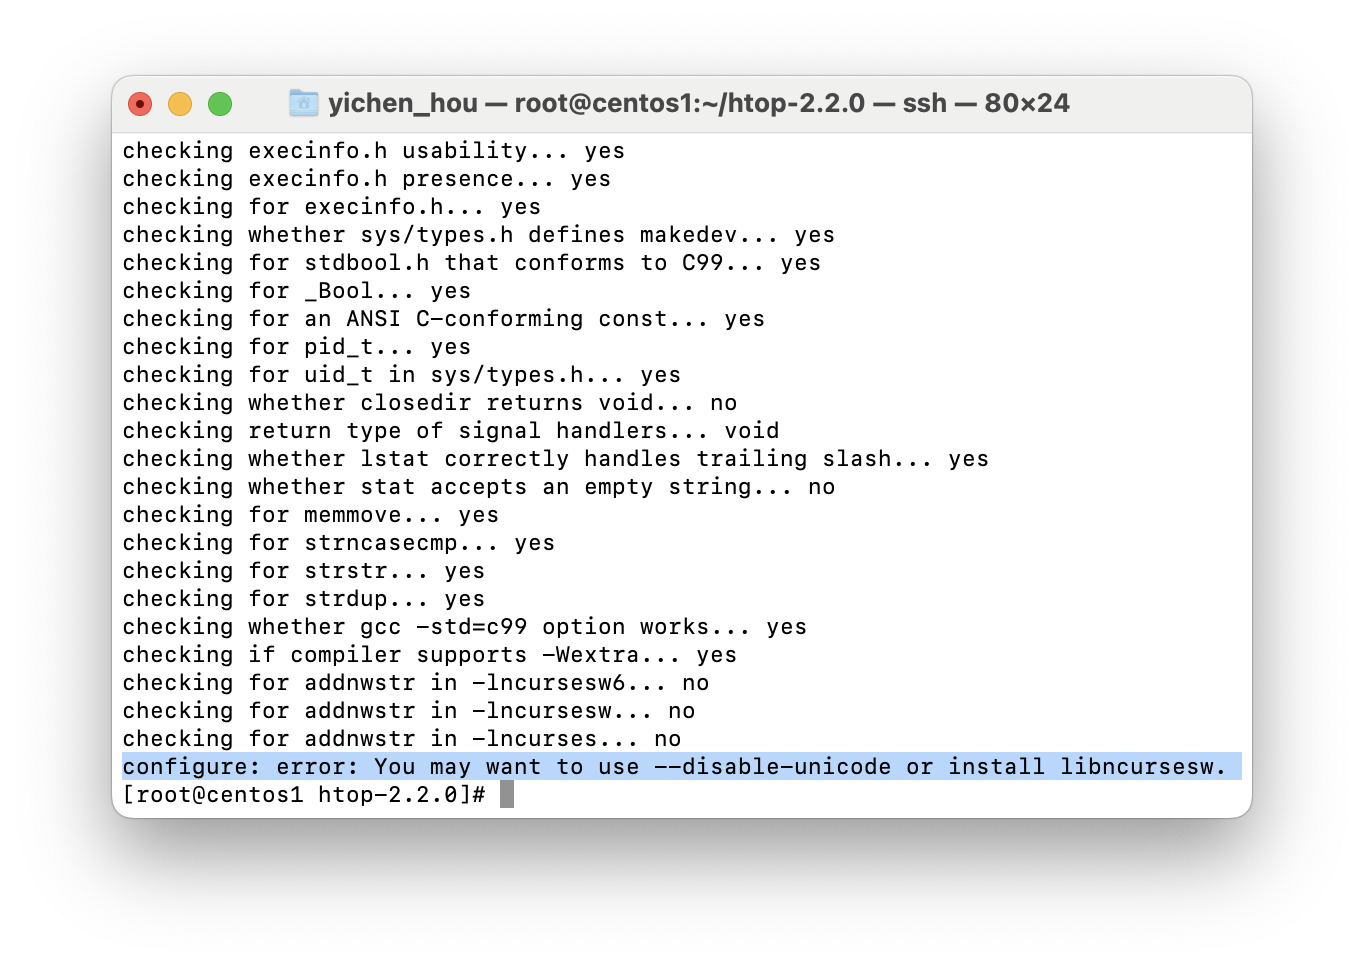 yichen_hou — root@centos1:~/htop-2.2.0 — ssh — 80×24
checking execinfo.h usability... yes
checking execinfo.h presence... yes
checking for execinfo.h... yes
checking whether sys/types.h defines makedev... yes
checking for stdbool.h that conforms to C99... yes
checking for _Bool... yes
checking for an ANSI C-conforming const... yes
checking for pid_t... yes
checking for uid_t in sys/types.h... yes
checking whether closedir returns void... no
checking return type of signal handlers... void
checking whether lstat correctly handles trailing slash... yes
checking whether stat accepts an empty string... no
checking for memmove... yes
checking for strncasecmp... yes
checking for strstr... yes
checking for strdup... yes
checking whether gcc -std=c99 option works... yes
checking if compiler supports -Wextra... yes
checking for addnwstr in -lncursesw6... no
checking for addnwstr in -lncursesw... no
checking for addnwstr in -lncurses... no
configure: error: You may want to use --disable-unicode or install libncursesw.
[root@centos1 htop-2.2.0]#